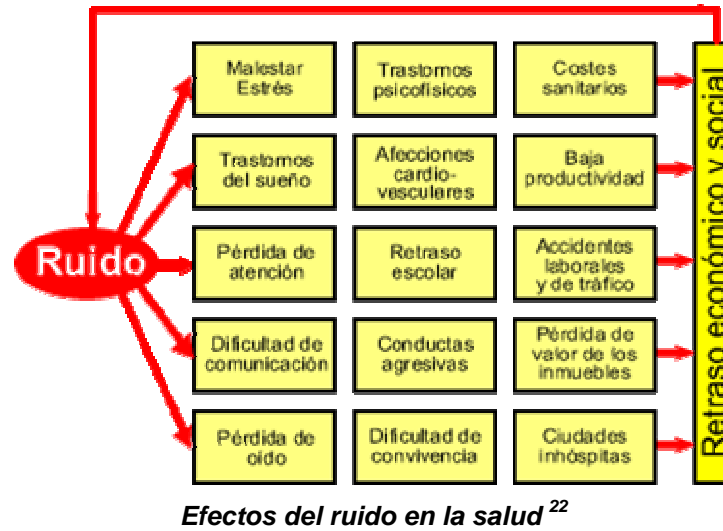 Malestar
Estrés
Trastornos
psicofísicos
Costes
sanitarios
Trastornos
del sueño
Afecciones
cardio-
vesculares
Baja
productividad
Ruido
Pérdida de
atención
Retraso
escolar
Accidentes
laborales
y de tráfico
Dificultad de
comunicación
Conductas
agresivas
Pérdida de
valor de los
inmuebles
Pérdida de
oido
Dificultad de
convivencia
Ciudades
inhóspitas
Retraso económico y social
Efectos del ruido en la salud 22